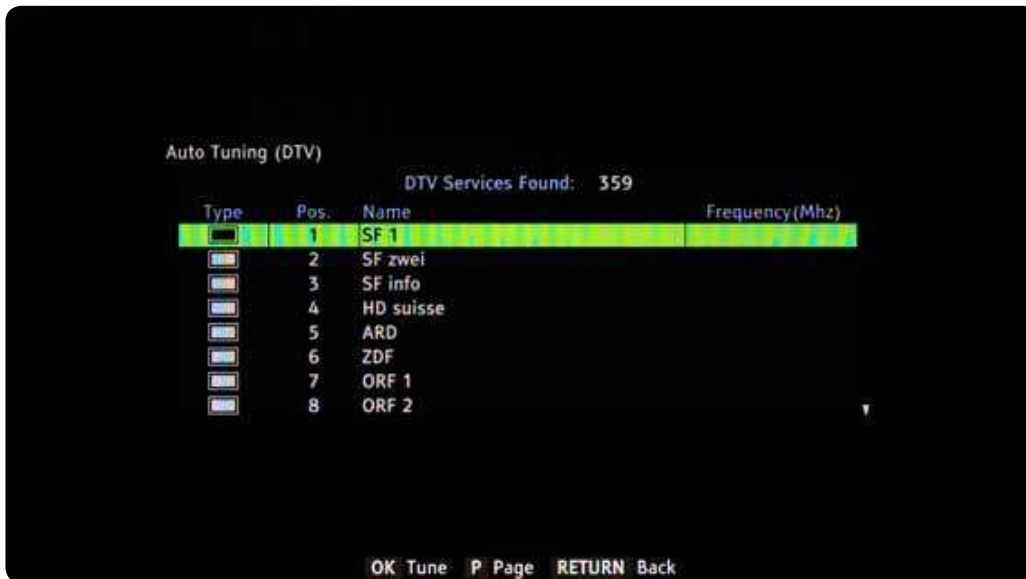 Auto Tuning (DTV)
DTV Services Found: 359
Type Pos. Name Frequency(Mhz)
1 SF 1
2 SF zwei
3 SF info
4 HD suisse
5 ARD
6 ZDF
7 ORF 1
8 ORF 2
OK Tune P Page RETURN Back